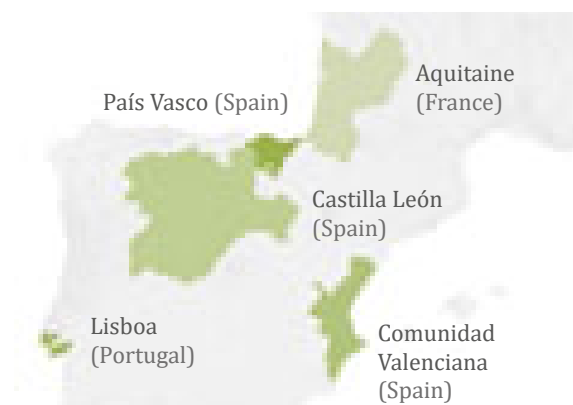 Aquitaine
(France)
País Vasco (Spain)
Castilla León
(Spain)
Lisboa
(Portugal)
Comunidad
Valenciana
(Spain)